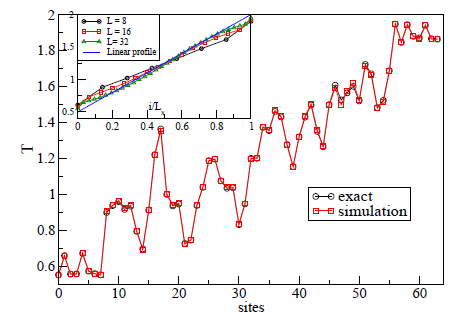 2
1.8
1.6
1.4
1.2
1
0.8
0.6
T
0 10 20 30 40 50 60
sites
2
1.5
1
0.5
0 0.2 0.4 0.6 0.8 1
i/Lx
L = 8
L = 16
L= 32
Linear profile
exact
simulation